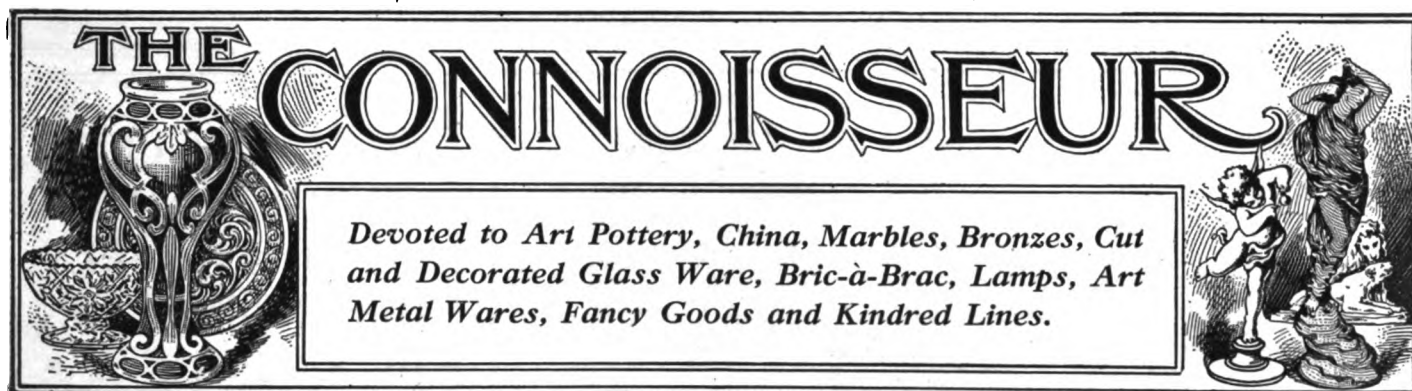 THE
CONNOISSEUR
Devoted to Art Pottery, China, Marbles, Bronzes, Cut
and Decorated Glass Ware, Bric-à-Brac, Lamps, Art
Metal Wares, Fancy Goods and Kindred Lines.